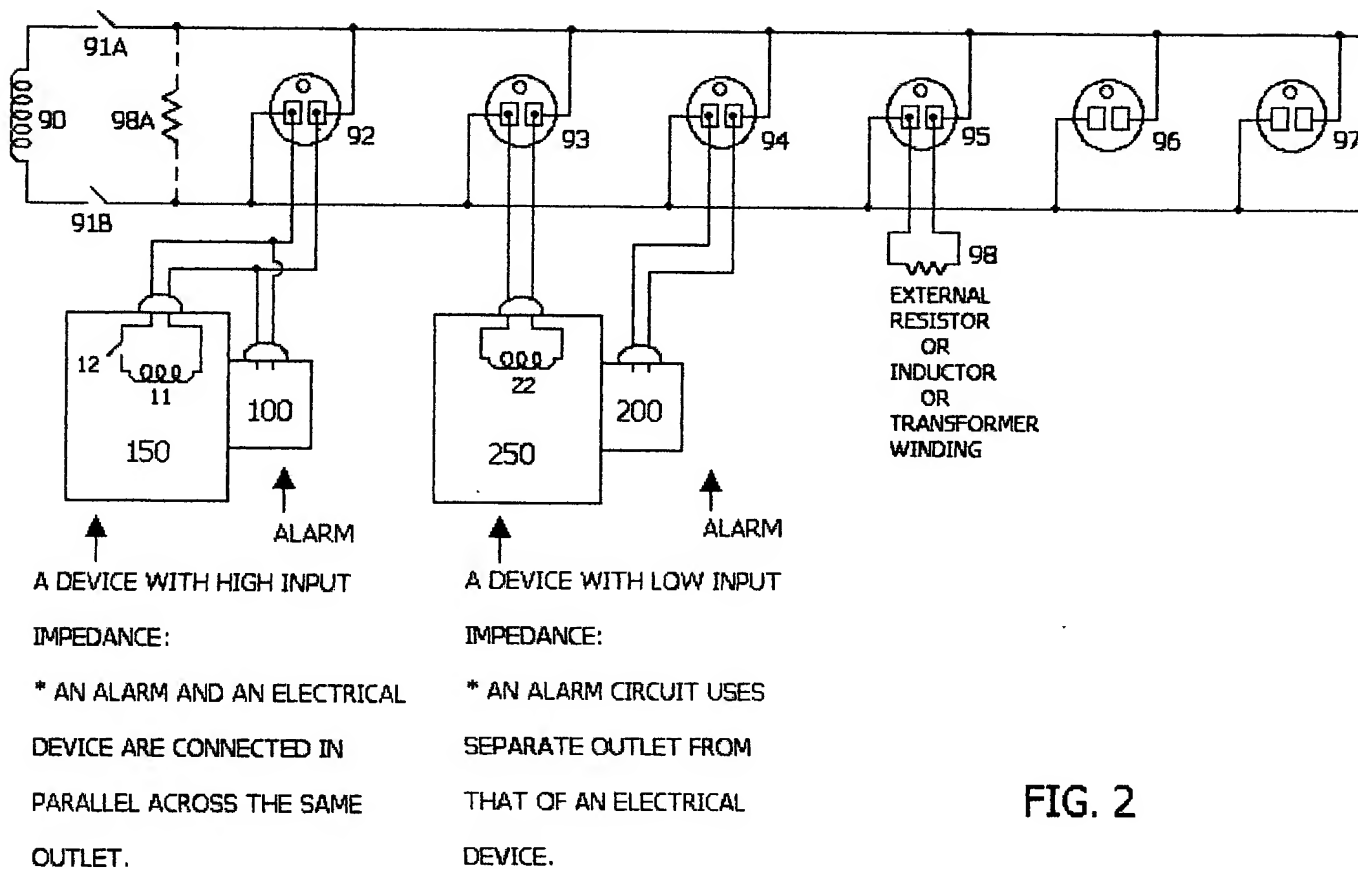 91A
90
98A
92
93
94
95
96
97
91B
98
EXTERNAL
RESISTOR
OR
INDUCTOR
OR
TRANSFORMER
WINDING
12
11
100
150
22
200
250
ALARM
ALARM
A DEVICE WITH HIGH INPUT
IMPEDANCE:
* AN ALARM AND AN ELECTRICAL
DEVICE ARE CONNECTED IN
PARALLEL ACROSS THE SAME
OUTLET.
A DEVICE WITH LOW INPUT
IMPEDANCE:
* AN ALARM CIRCUIT USES
SEPARATE OUTLET FROM
THAT OF AN ELECTRICAL
DEVICE.
FIG. 2